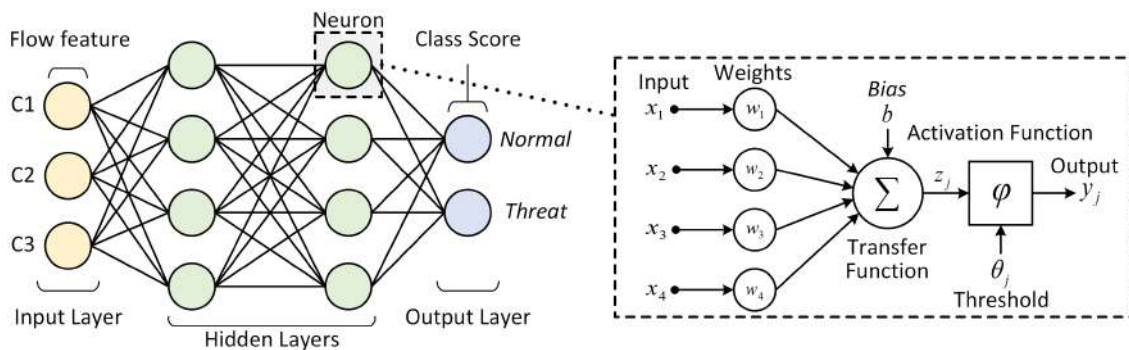 Neuron
Flow feature
Class Score
C1
C2
C3
Normal
Threat
Input Layer
Hidden Layers
Output Layer
Input
Weights
x₁
x₂
x₃
x₄
w₁
w₂
w₃
w₄
Bias
b
∑
Transfer
Function
z_j
Activation Function
φ
θ_j
Threshold
Output
y_j